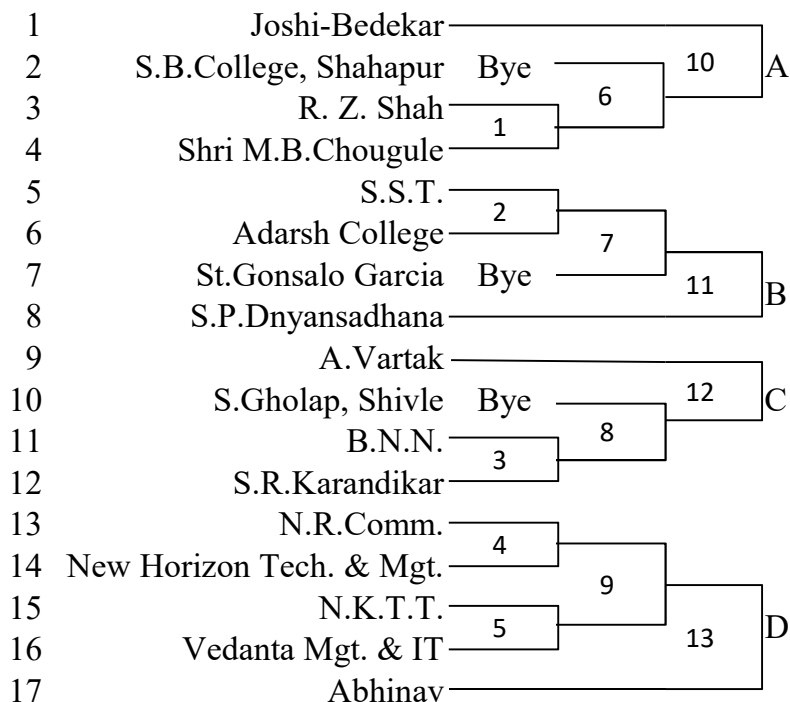 1 Joshi-Bedekar
10 A
2 S.B.College, Shahapur Bye
6
3 R. Z. Shah
1
4 Shri M.B.Chougule
5 S.S.T.
2
6 Adarsh College
7
7 St.Gonsalo Garcia Bye
11 B
8 S.P.Dnyansadhana
9 A.Vartak
12 C
10 S.Gholap, Shivle Bye
8
11 B.N.N.
3
12 S.R.Karandikar
13 N.R.Comm.
4
14 New Horizon Tech. & Mgt.
9
15 N.K.T.T.
5 13 D
16 Vedanta Mgt. & IT
17 Abhinav